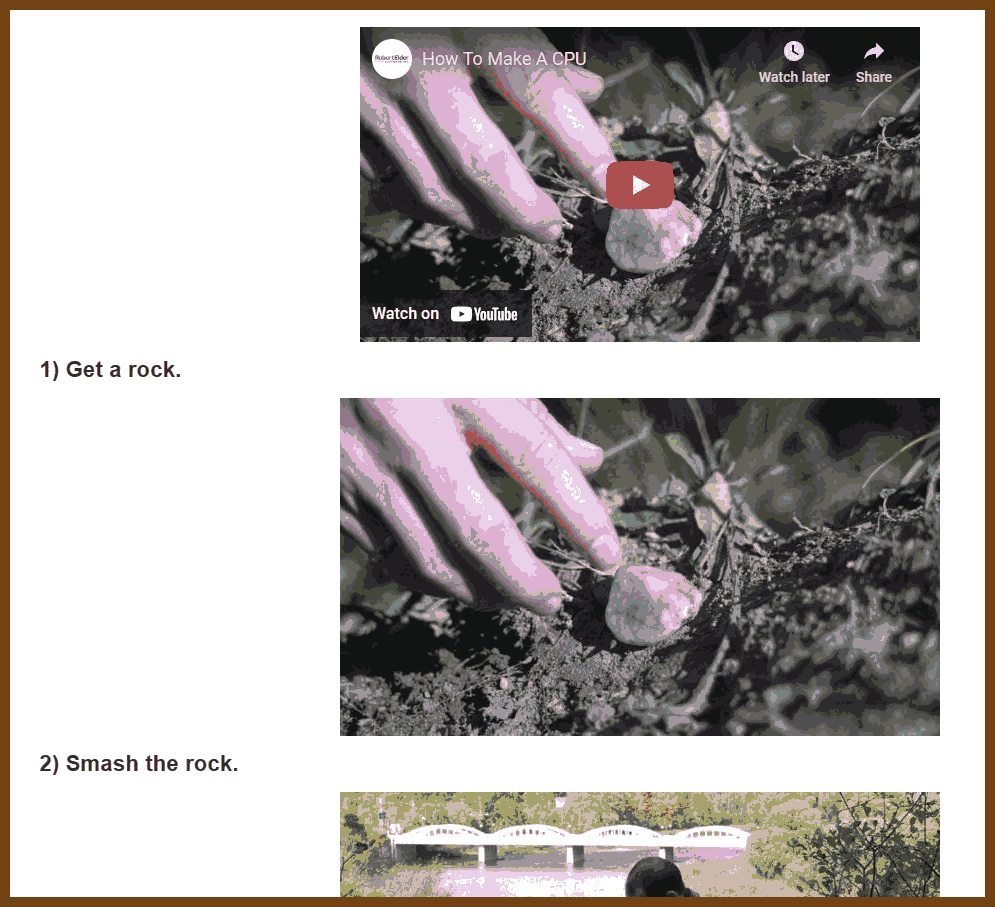 RobertElder
How To Make A CPU
Watch later
Share
Watch on YouTube
1) Get a rock.
2) Smash the rock.